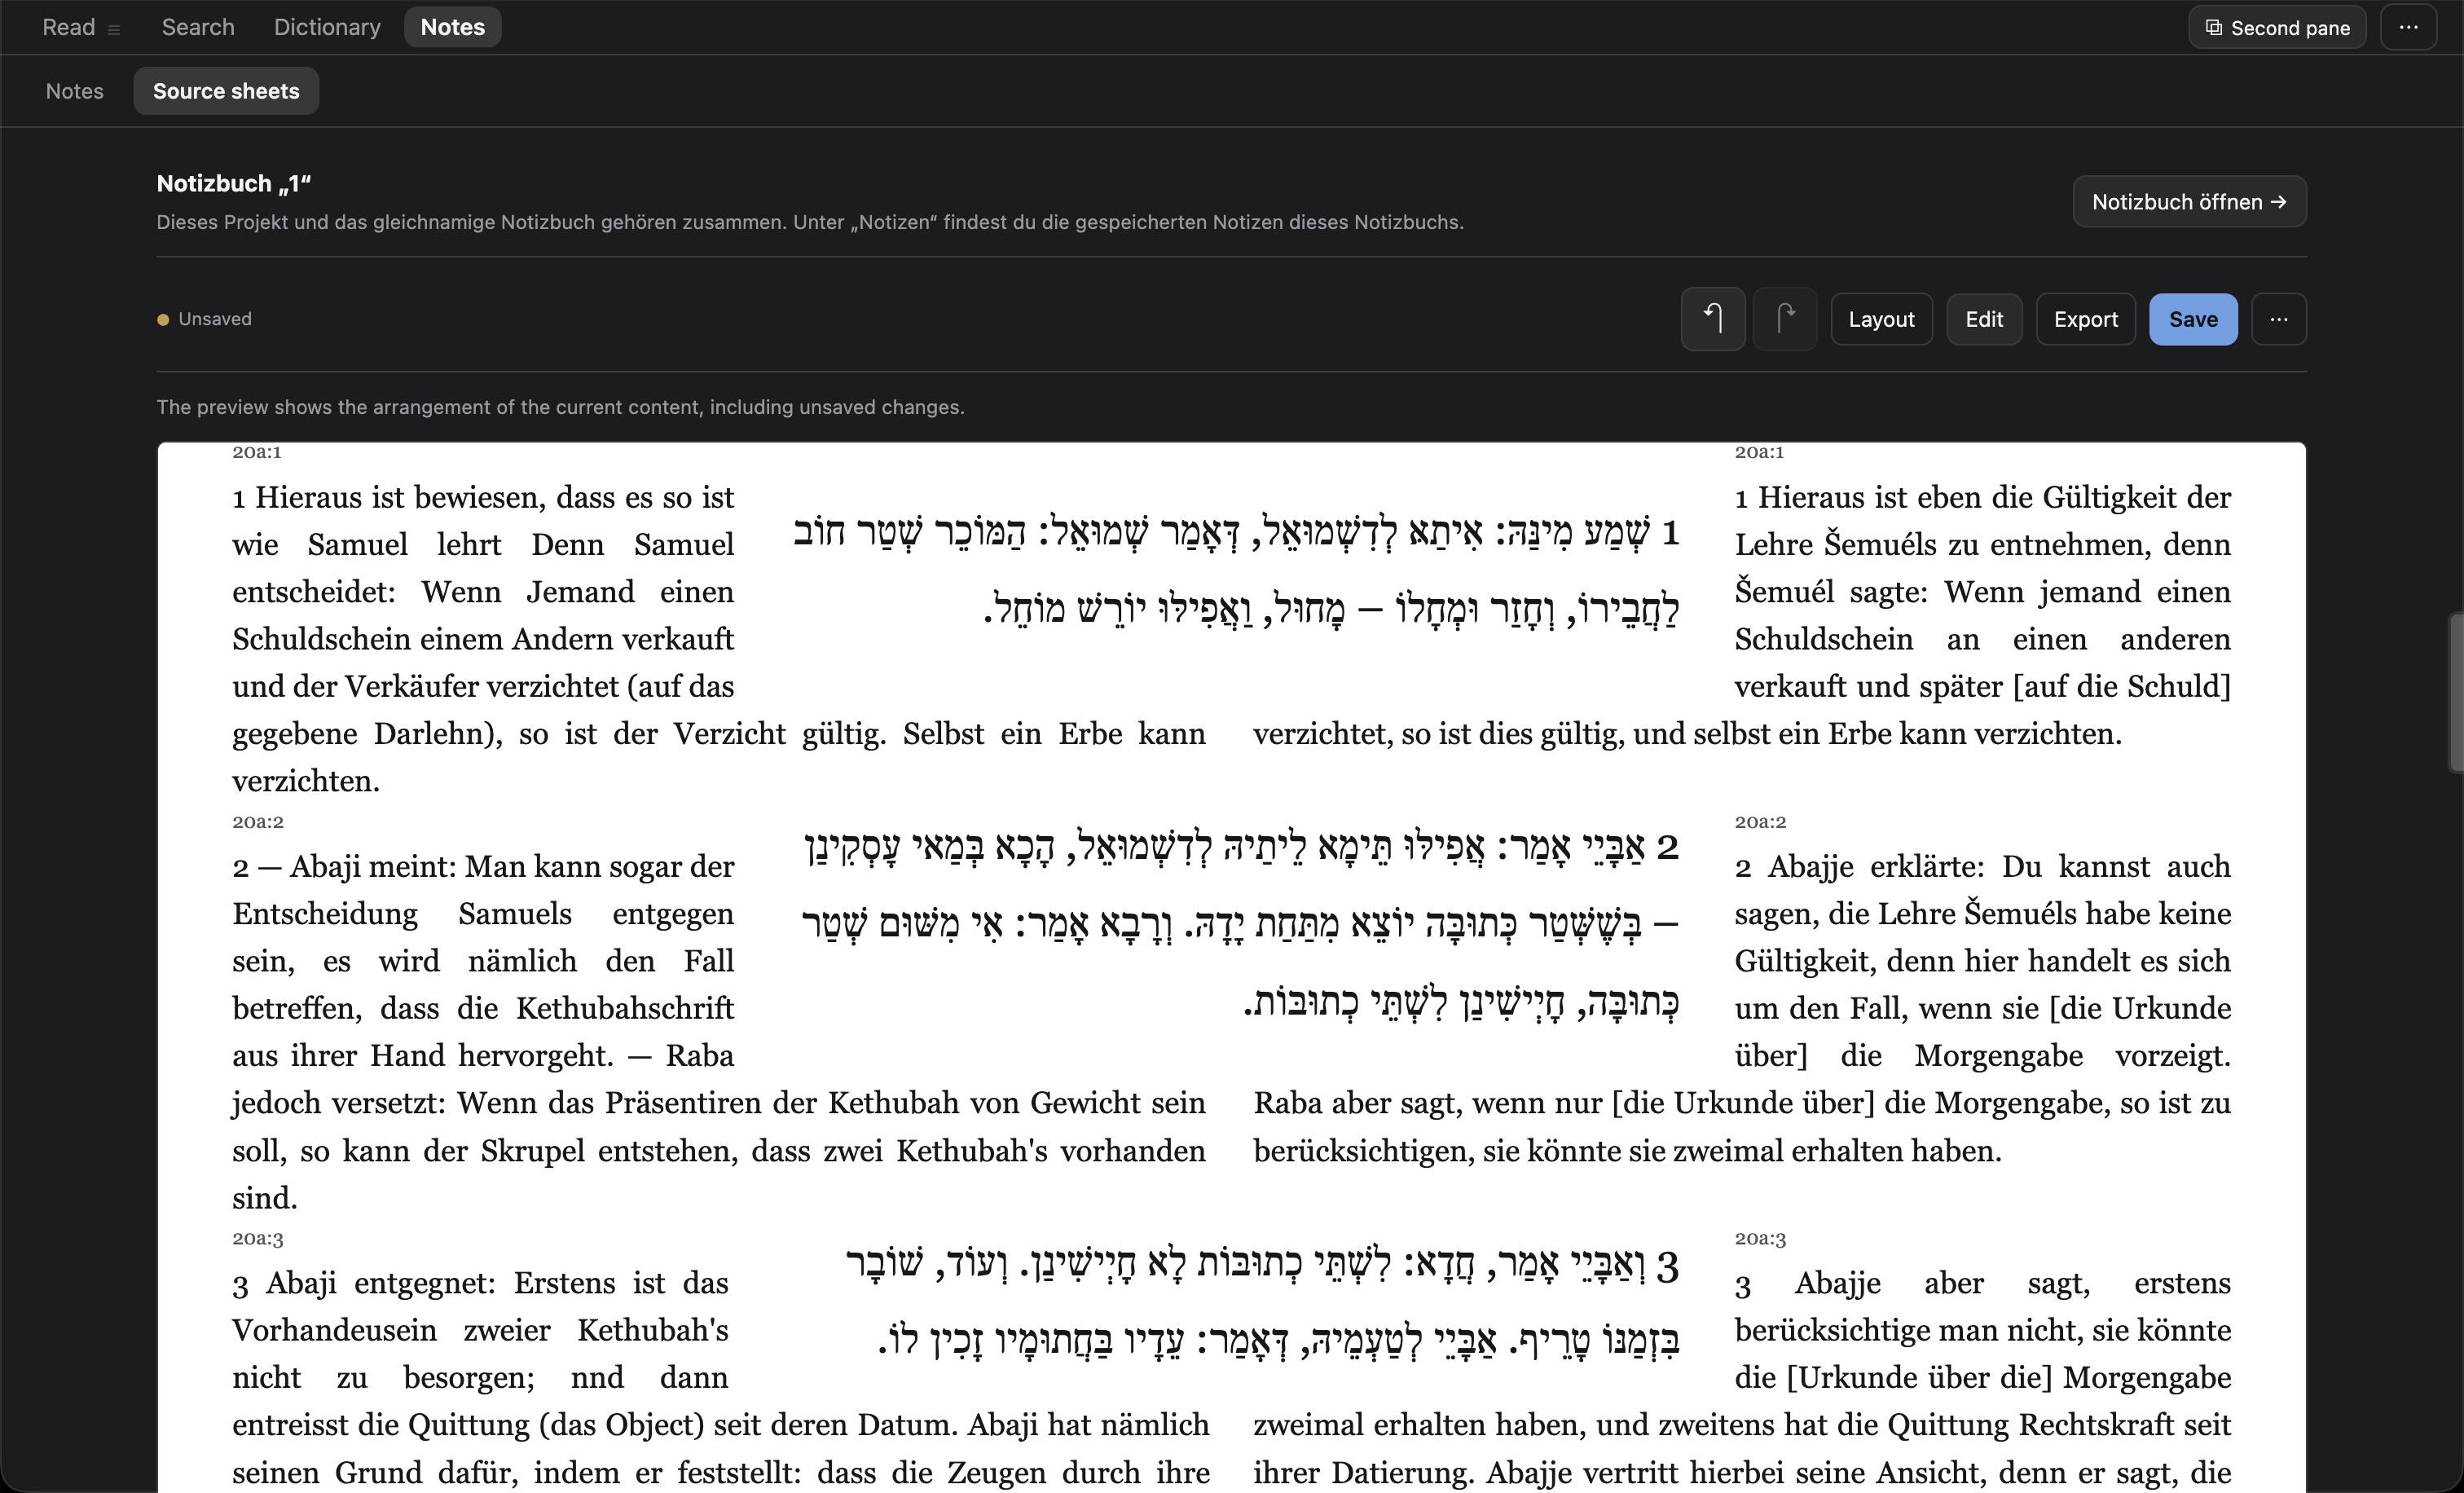 Read
Search
Dictionary
Notes
Second pane
...
Notes
Source sheets
Notizbuch „1“
Dieses Projekt und das gleichnamige Notizbuch gehören zusammen. Unter „Notizen“ findest du die gespeicherten Notizen dieses Notizbuchs.
Notizbuch öffnen →
Unsaved
Layout
Edit
Export
Save
...
The preview shows the arrangement of the current content, including unsaved changes.
20a:1
1 Hieraus ist bewiesen, dass es so ist
wie Samuel lehrt Denn Samuel
entscheidet: Wenn Jemand einen
Schuldschein einem Andern verkauft
und der Verkäufer verzichtet (auf das
gegebene Darlehn), so ist der Verzicht gültig. Selbst ein Erbe kann
verzichten.
1 שְׁמַע מִינַּהּ: אִיתַא לְדִשְׁמוּאֵל, דְּאָמַר שְׁמוּאֵל: הַמּוֹכֵר שְׁטַר חוֹב
לַחֲבֵירוֹ, וְחָזַר וּמְחָלוֹ – מָחוּל, וַאֲפִילּוּ יוֹרֵשׁ מוֹחֵל.
20a:1
1 Hieraus ist eben die Gültigkeit der
Lehre Šemuéls zu entnehmen, denn
Šemuél sagte: Wenn jemand einen
Schuldschein an einen anderen
verkauft und später [auf die Schuld]
verzichtet, so ist dies gültig, und selbst ein Erbe kann verzichten.
20a:2
2 — Abaji meint: Man kann sogar der
Entscheidung Samuels entgegen
sein, es wird nämlich den Fall
betreffen, dass die Kethubahschrift
aus ihrer Hand hervorgeht. — Raba
jedoch versetzt: Wenn das Präsentiren der Kethubah von Gewicht sein
soll, so kann der Skrupel entstehen, dass zwei Kethubah's vorhanden
sind.
2 אַבָּיֵי אָמַר: אֲפִילּוּ תֵּימָא לֵיתַיהּ לְדִשְׁמוּאֵל, הָכָא בְּמַאי עָסְקִינַן
– בְּשֶׁשְּׁטַר כְּתוּבָּה יוֹצֵא מִתַּחַת יָדָהּ. וְרָבָא אָמַר: אִי מִשּׁוּם שְׁטַר
כְּתוּבָּה, חָיְישִׁינַן לִשְׁתֵּי כְתוּבּוֹת.
20a:2
2 Abajje erklärte: Du kannst auch
sagen, die Lehre Šemuéls habe keine
Gültigkeit, denn hier handelt es sich
um den Fall, wenn sie [die Urkunde
über] die Morgengabe vorzeigt.
Raba aber sagt, wenn nur [die Urkunde über] die Morgengabe, so ist zu
berücksichtigen, sie könnte sie zweimal erhalten haben.
20a:3
3 Abaji entgegnet: Erstens ist das
Vorhandeusein zweier Kethubah's
nicht zu besorgen; nnd dann
entreisst die Quittung (das Object) seit deren Datum. Abaji hat nämlich
seinen Grund dafür, indem er feststellt: dass die Zeugen durch ihre
3 וְאַבָּיֵי אָמַר, חֲדָא: לִשְׁתֵּי כְתוּבּוֹת לָא חָיְישִׁינַן. וְעוֹד, שׁוֹבָר
בִּזְמַנּוֹ טָרֵיף. אַבָּיֵי לְטַעְמֵיהּ, דְּאָמַר: עֵדָיו בַּחֲתוּמָיו זָכִין לוֹ.
20a:3
3 Abajje aber sagt, erstens
berücksichtige man nicht, sie könnte
die [Urkunde über die] Morgengabe
zweimal erhalten haben, und zweitens hat die Quittung Rechtskraft seit
ihrer Datierung. Abajje vertritt hierbei seine Ansicht, denn er sagt, die